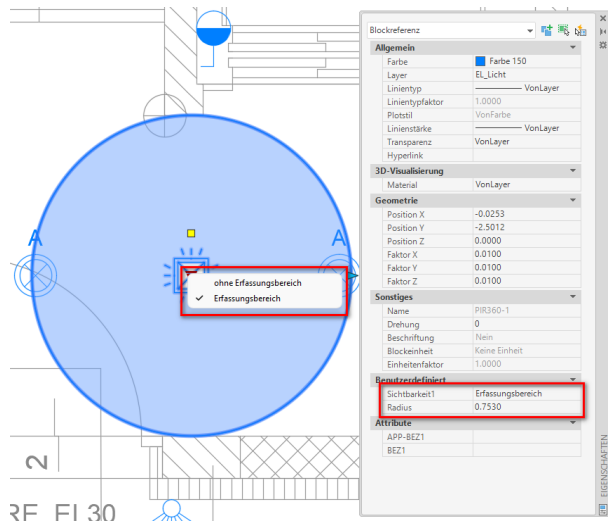 A
A
ohne Erfassungsbereich
Erfassungsbereich
2
RE EI30
Blockreferenz
Allgemein
Farbe Farbe 150
Layer EL_Licht
Linientyp VonLayer
Linientypfaktor 1.0000
Plotstil VonFarbe
Linienstärke VonLayer
Transparenz VonLayer
Hyperlink
3D-Visualisierung
Material VonLayer
Geometrie
Position X -0.0253
Position Y -2.5012
Position Z 0.0000
Faktor X 0.0100
Faktor Y 0.0100
Faktor Z 0.0100
Sonstiges
Name PIR360-1
Drehung 0
Beschriftung Nein
Blockeinheit Keine Einheit
Einheitenfaktor 1.0000
Benutzerdefiniert
Sichtbarkeit1 Erfassungsbereich
Radius 0.7530
Attribute
APP-BEZ1
BEZ1
EIGENSCHAFTEN